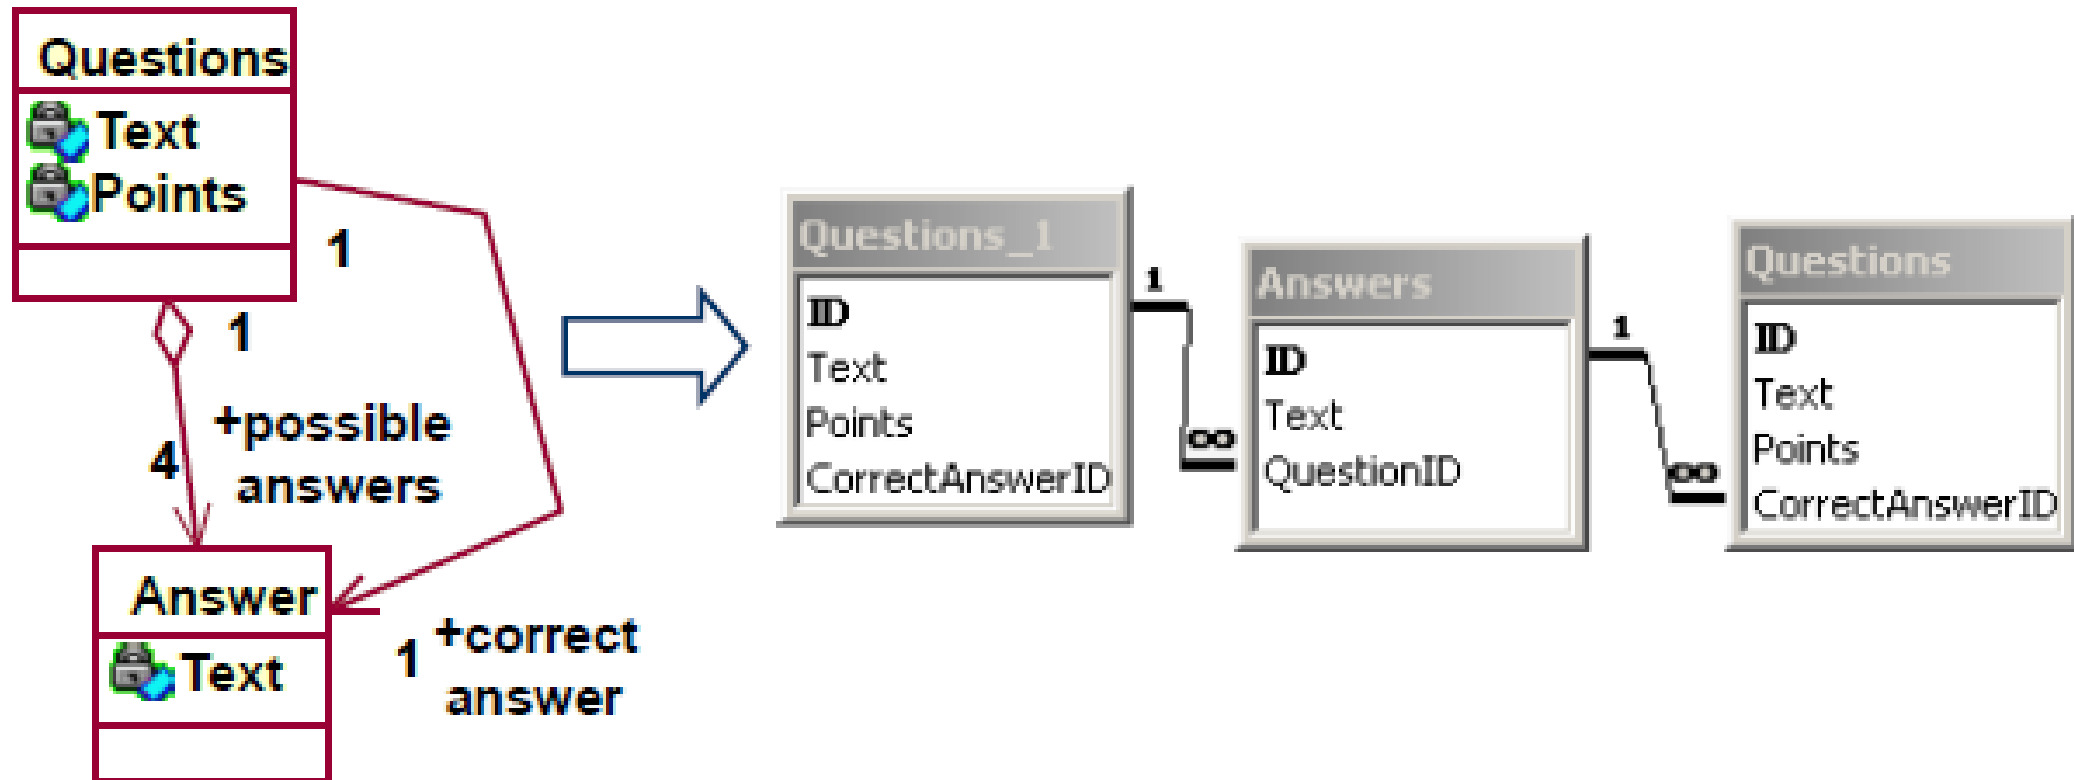 Questions
Text
Points
1
1
4
+possible
answers
Answer
Text
1
+correct
answer
Questions_1
ID
Text
Points
CorrectAnswerID
1
∞
Answers
ID
Text
QuestionID
1
∞
Questions
ID
Text
Points
CorrectAnswerID